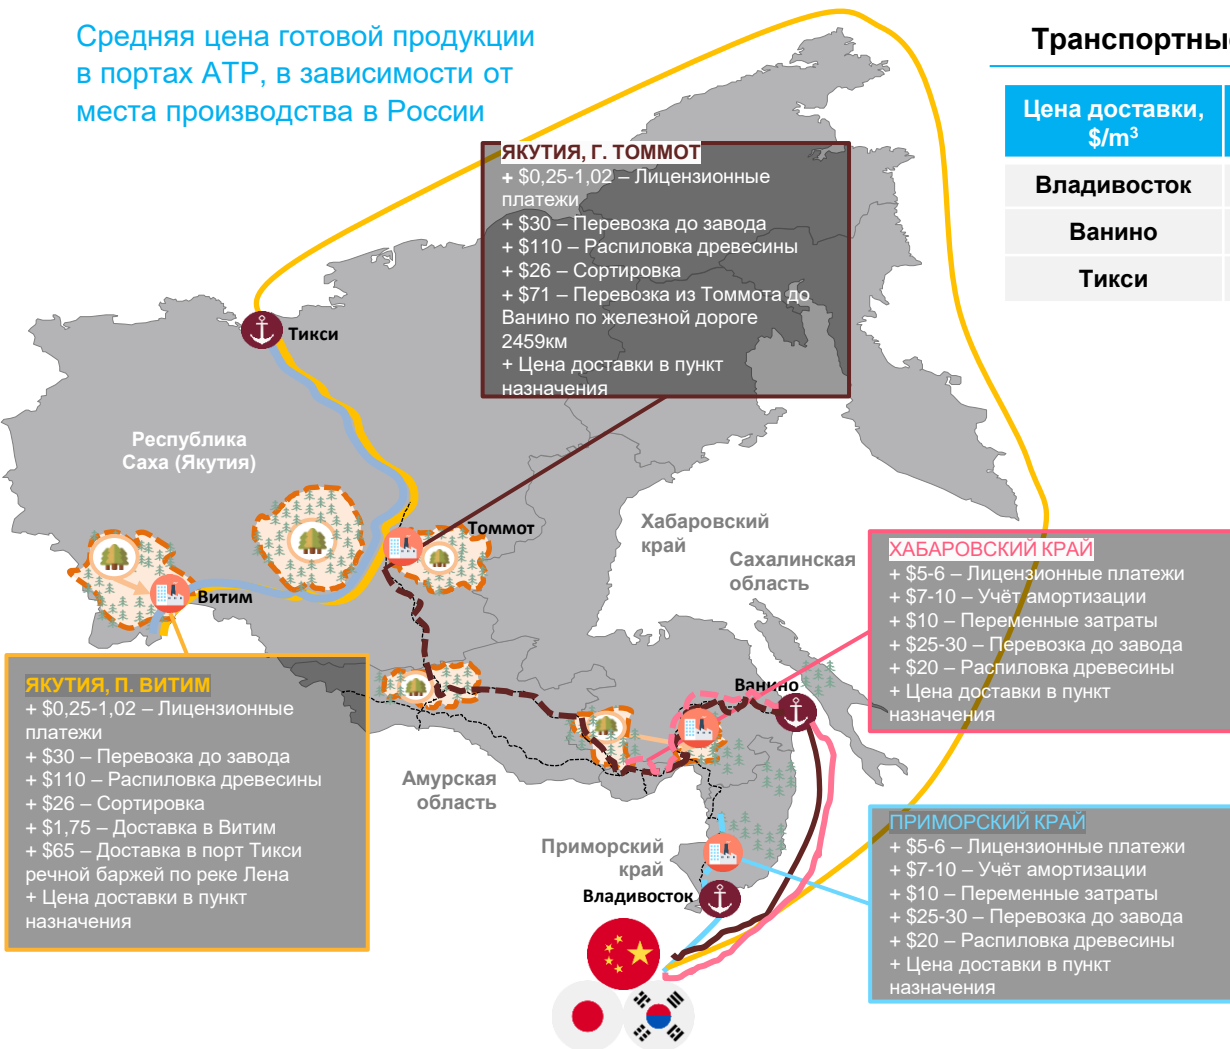 Средняя цена готовой продукции
в портах АТР, в зависимости от
места производства в России
Транспортны
Цена доставки,
$/m³
Владивосток
Ванино
Тикси
ЯКУТИЯ, Г. ТОММОТ
+ $0,25-1,02 – Лицензионные
платежи
+ $30 – Перевозка до завода
+ $110 – Распиловка древесины
+ $26 – Сортировка
+ $71 – Перевозка из Томмота до
Ванино по железной дороге
2459км
+ Цена доставки в пункт
назначения
Тикси
Республика
Саха (Якутия)
Томмот
Хабаровский
край
Сахалинская
область
Витим
ХАБАРОВСКИЙ КРАЙ
+ $5-6 – Лицензионные платежи
+ $7-10 – Учёт амортизации
+ $10 – Переменные затраты
+ $25-30 – Перевозка до завода
+ $20 – Распиловка древесины
+ Цена доставки в пункт
назначения
ЯКУТИЯ, П. ВИТИМ
+ $0,25-1,02 – Лицензионные
платежи
+ $30 – Перевозка до завода
+ $110 – Распиловка древесины
+ $26 – Сортировка
+ $1,75 – Доставка в Витим
+ $65 – Доставка в порт Тикси
речной баржей по реке Лена
+ Цена доставки в пункт
назначения
Ванино
Амурская
область
Приморский
край
Владивосток
ПРИМОРСКИЙ КРАЙ
+ $5-6 – Лицензионные платежи
+ $7-10 – Учёт амортизации
+ $10 – Переменные затраты
+ $25-30 – Перевозка до завода
+ $20 – Распиловка древесины
+ Цена доставки в пункт
назначения